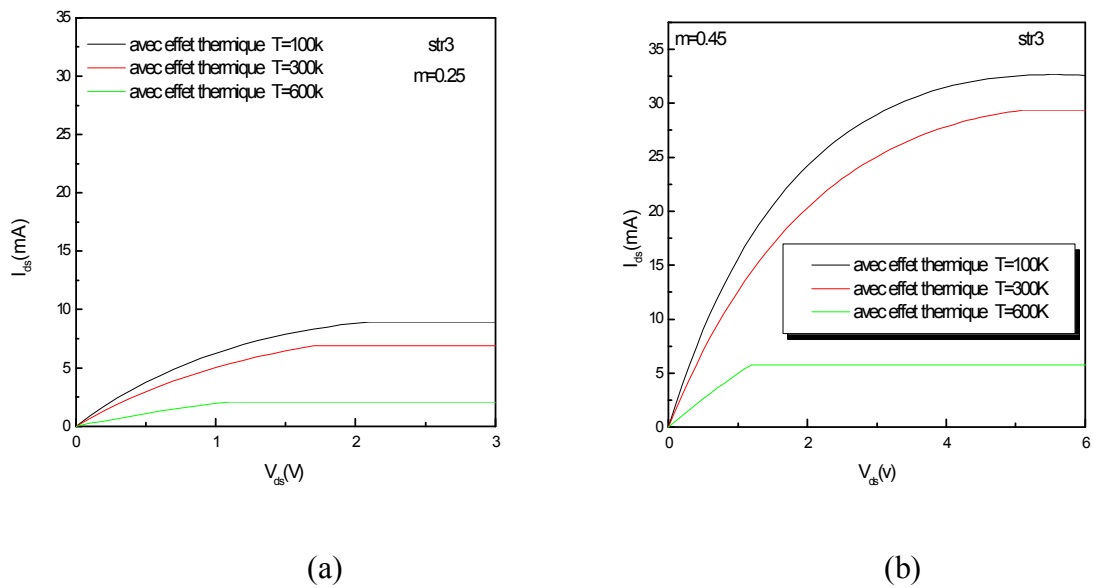 35
30
25
20
15
10
5
0
I_ds(mA)
avec effet thermique T=100k
avec effet thermique T=300k
avec effet thermique T=600k
str3
m=0.25
0 1 2 3
V_ds(V)
(a)
35
30
25
20
15
10
5
0
I_ds(mA)
m=0.45 str3
avec effet thermique T=100K
avec effet thermique T=300K
avec effet thermique T=600K
0 2 4 6
V_ds(v)
(b)